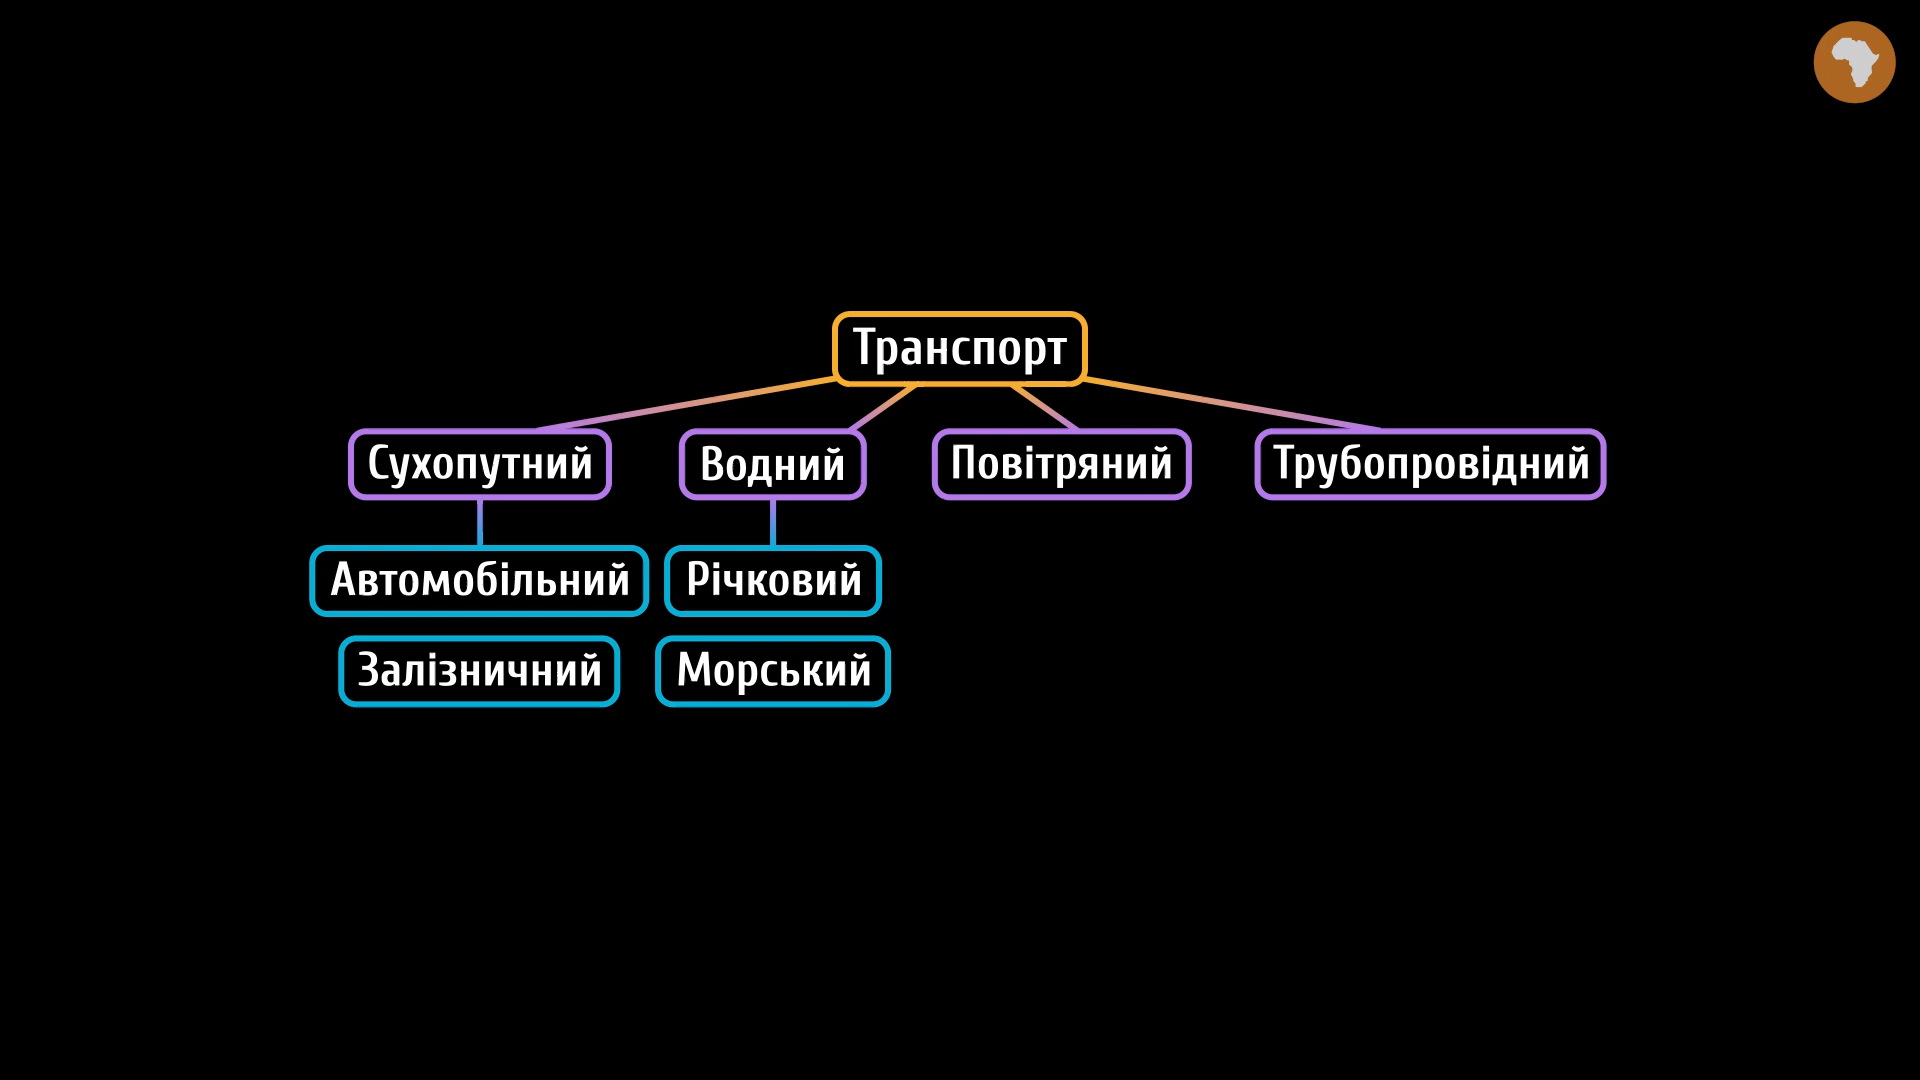 Транспорт
Сухопутний
Водний
Повітряний
Трубопровідний
Автомобільний
Річковий
Залізничний
Морський